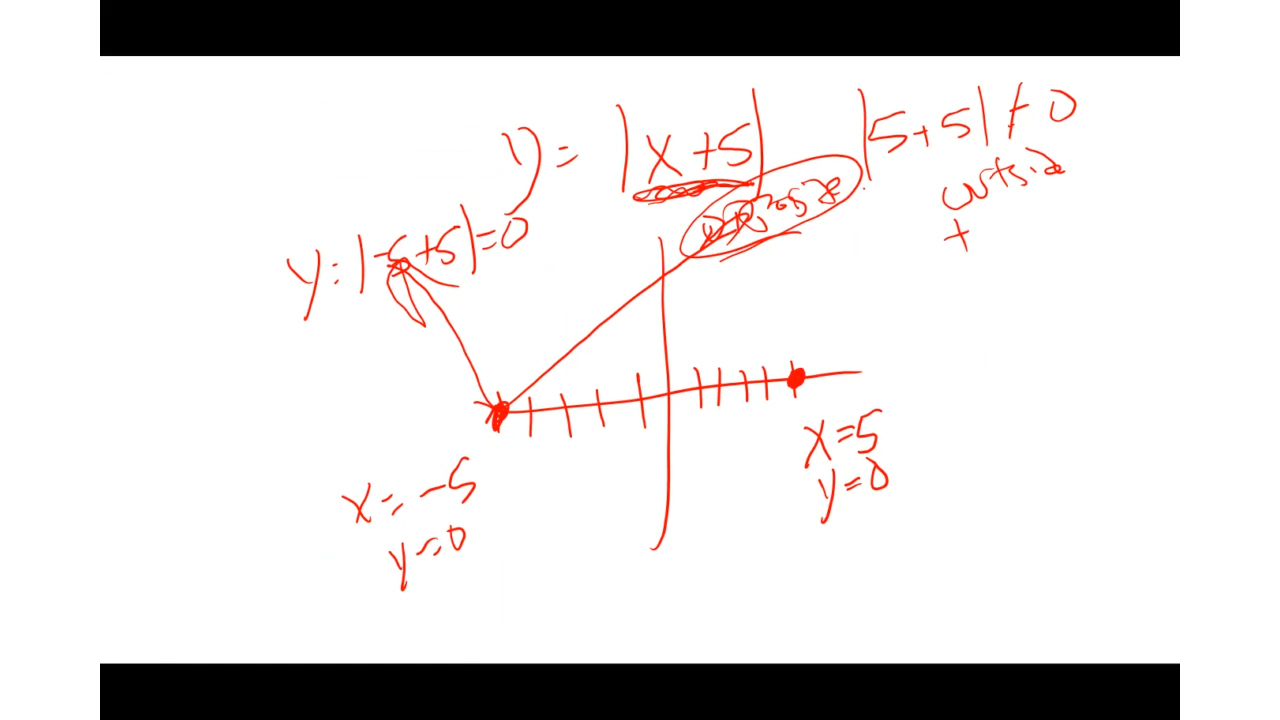 y = |x+5|
|5+5| ≠ 0
outside
+
y = |-5+5| = 0
x = 5
y = 0
x = -5
y = 0